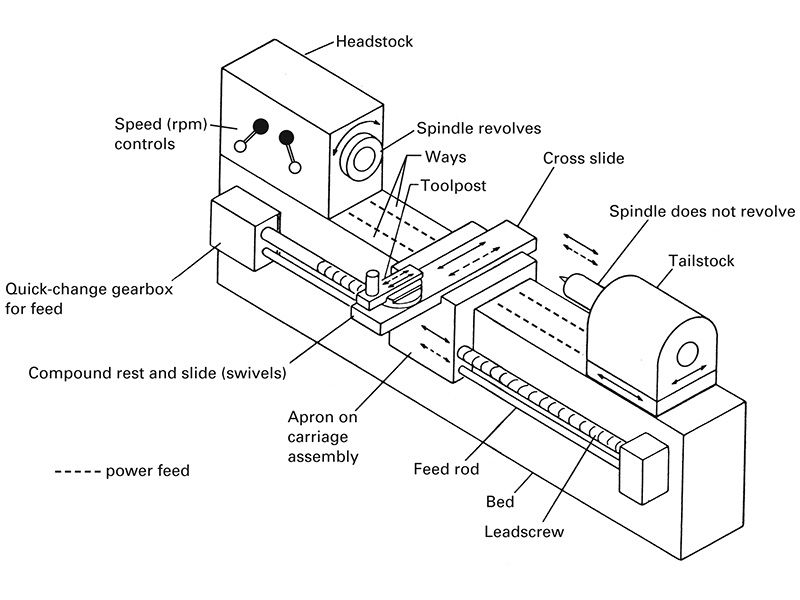 Headstock
Speed (rpm)
controls
Spindle revolves
Ways
Toolpost
Cross slide
Spindle does not revolve
Tailstock
Quick-change gearbox
for feed
Compound rest and slide (swivels)
Apron on
carriage
assembly
Feed rod
Bed
Leadscrew
power feed